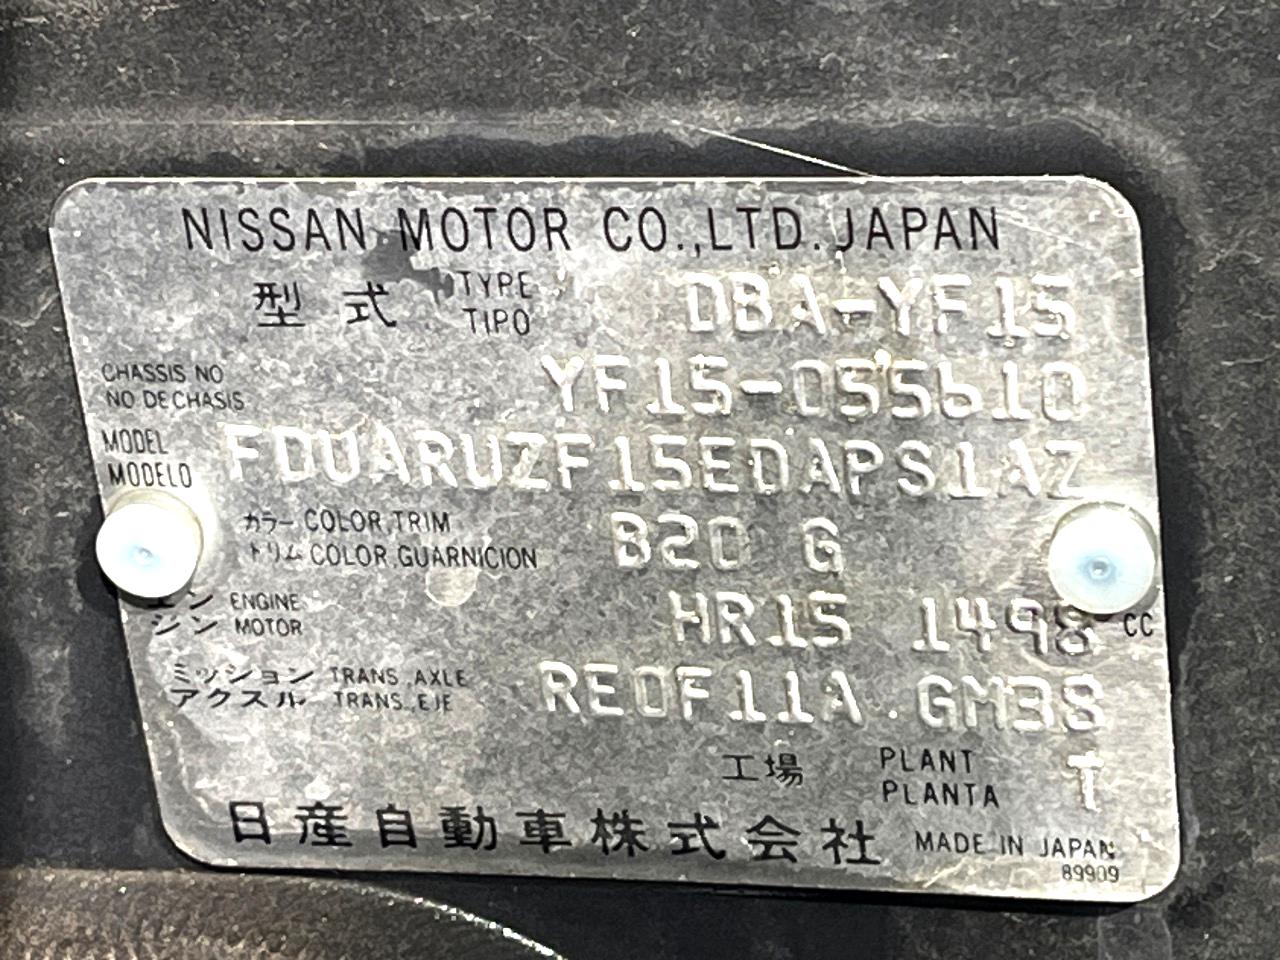 NISSAN MOTOR CO.,LTD.JAPAN
型 式 TYPE DBA-YF15
TIPO
CHASSIS NO YF15-055610
NO DE CHASIS
MODEL FDUARUZF15EDAPS1AZ
MODELO
カラー COLOR,TRIM B20 G
トリム COLOR,GUARNICION
エン ENGINE HR15 1498 CC
シン MOTOR
ミッション TRANS.AXLE RE0F11A . GM38
アクスル TRANS.EJE
工場 PLANT T
PLANTA
日産自動車株式会社 MADE IN JAPAN
89909